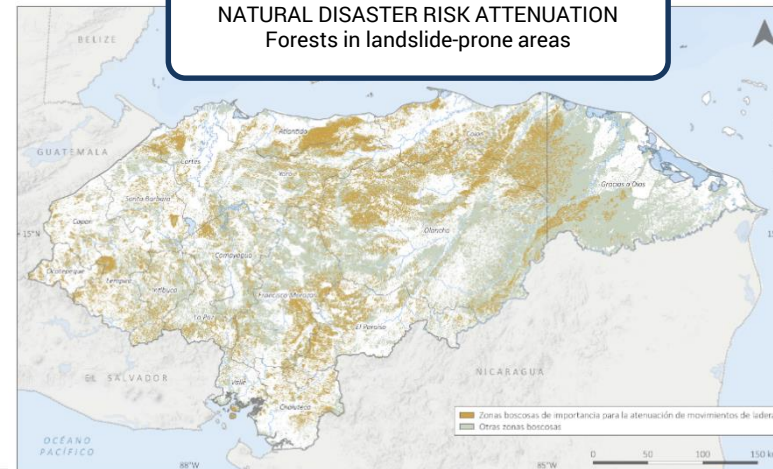 NATURAL DISASTER RISK ATTENUATION
Forests in landslide-prone areas
BELIZE
GUATEMALA
Atlántida
Colón
Cortés
Yoro
Gracias a Dios
Santa Bárbara
Copán
15°N
Olancho
Comayagua
Ocotepeque
Lempira
Intibucá
Francisco Morazán
La Paz
El Paraíso
EL SALVADOR
NICARAGUA
Valle
Choluteca
Zonas boscosas de importancia para la atenuación de movimientos de ladera
Otras zonas boscosas
OCÉANO
PACÍFICO
0 50 100 150 km
88°W 85°W